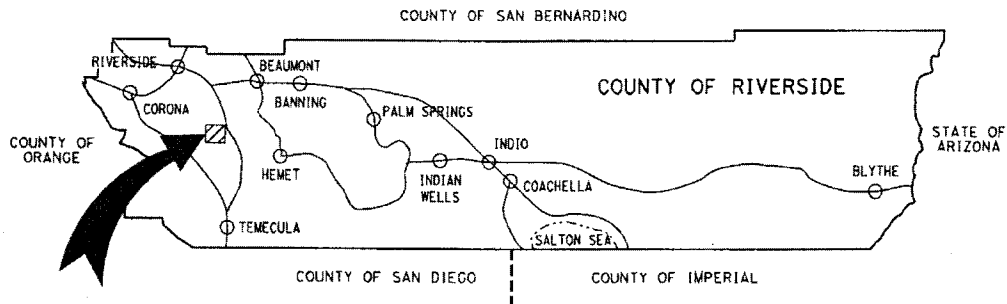 COUNTY OF SAN BERNARDINO
RIVERSIDE
BEAUMONT
COUNTY OF RIVERSIDE
CORONA
BANNING
PALM SPRINGS
COUNTY OF
ORANGE
STATE OF
ARIZONA
HEMET
INDIO
INDIAN
WELLS
COACHELLA
BLYTHE
TEMECULA
SALTON SEA
COUNTY OF SAN DIEGO
COUNTY OF IMPERIAL